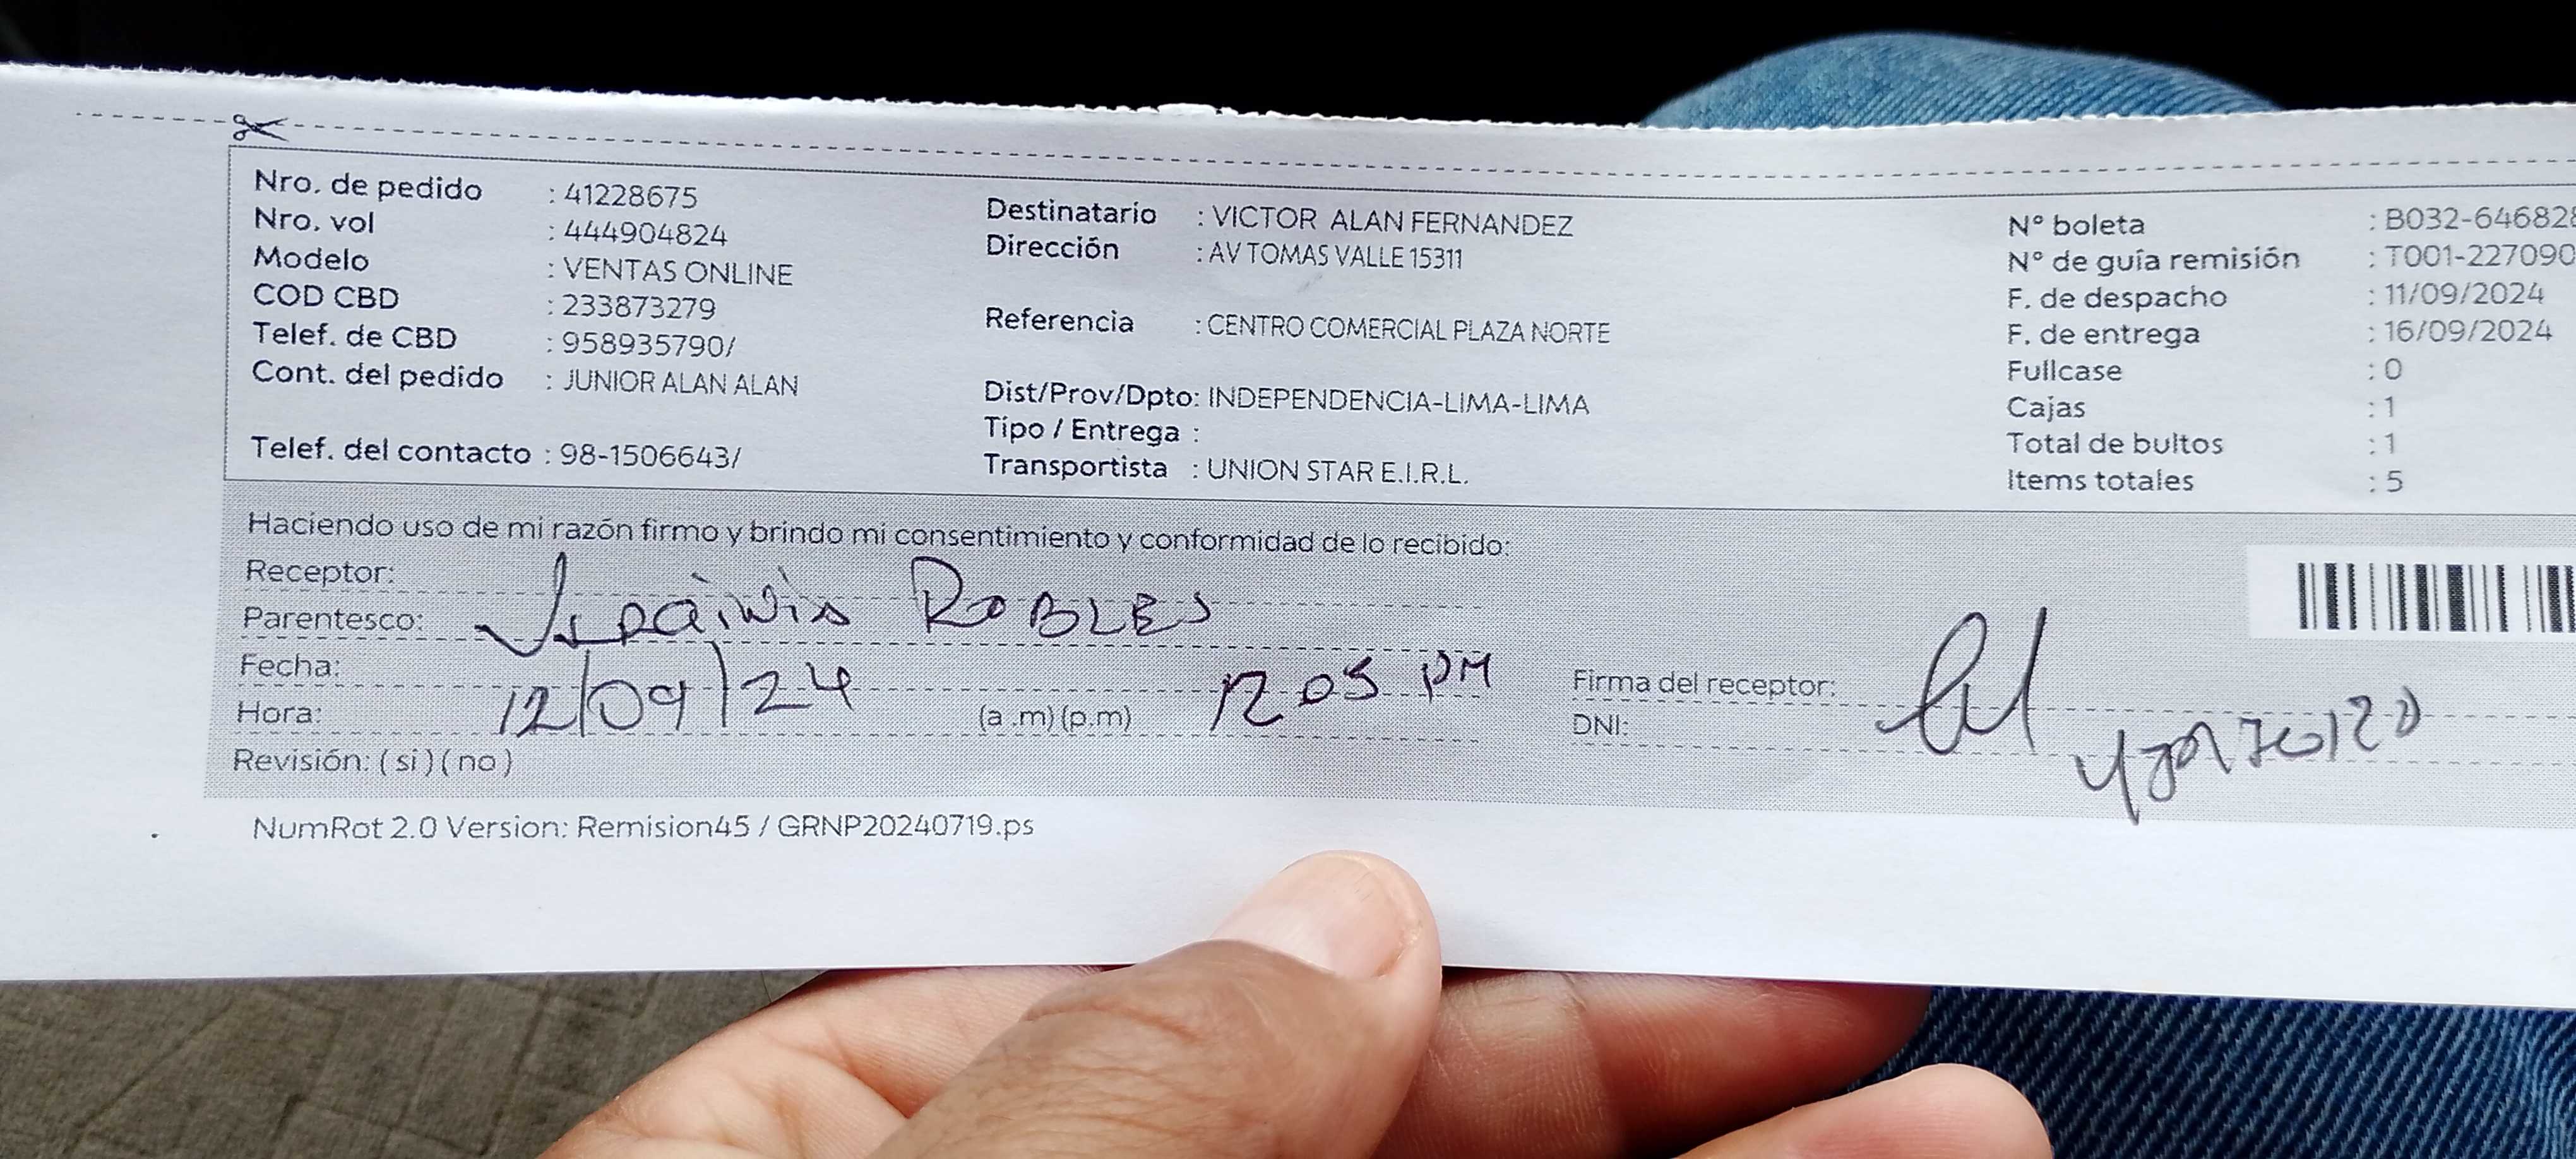 Nro. de pedido : 41228675
Nro. vol : 444904824
Modelo : VENTAS ONLINE
COD CBD : 233873279
Telef. de CBD : 958935790/
Cont. del pedido : JUNIOR ALAN ALAN
Telef. del contacto : 98-1506643/
Destinatario : VICTOR ALAN FERNANDEZ
Dirección : AV TOMAS VALLE 15311
Referencia : CENTRO COMERCIAL PLAZA NORTE
Dist/Prov/Dpto: INDEPENDENCIA-LIMA-LIMA
Tipo / Entrega :
Transportista : UNION STAR E.I.R.L.
N° boleta : B032-64682
N° de guía remisión : T001-227090
F. de despacho : 11/09/2024
F. de entrega : 16/09/2024
Fullcase : 0
Cajas : 1
Total de bultos : 1
Items totales : 5
Haciendo uso de mi razón firmo y brindo mi consentimiento y conformidad de lo recibido:
Receptor:
Parentesco: ROBLES
Fecha:
12/09/24 12 05 PM
Hora: (a .m) (p.m)
Firma del receptor:
DNI:
Revisión: ( si ) ( no )
NumRot 2.0 Version: Remision45 / GRNP20240719.ps